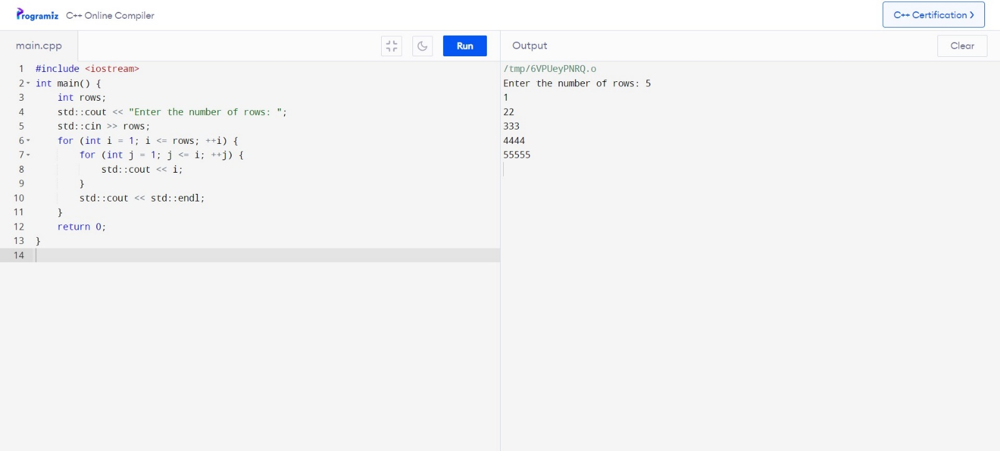 Programiz C++ Online Compiler
C++ Certification
main.cpp
Run
1 #include <iostream>
2 int main() {
3     int rows;
4     std::cout << "Enter the number of rows: ";
5     std::cin >> rows;
6     for (int i = 1; i <= rows; ++i) {
7         for (int j = 1; j <= i; ++j) {
8             std::cout << i;
9         }
10         std::cout << std::endl;
11     }
12     return 0;
13 }
14
Output
Clear
/tmp/6VPUeyPNRQ.o
Enter the number of rows: 5
1
22
333
4444
55555